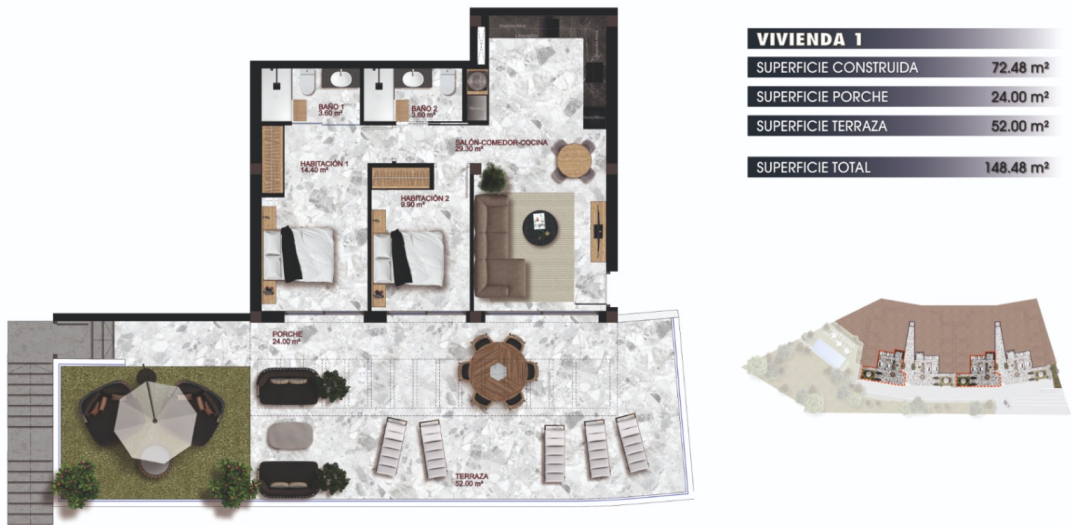 VIVIENDA 1
SUPERFICIE CONSTRUIDA 72.48 m²
SUPERFICIE PORCHE 24.00 m²
SUPERFICIE TERRAZA 52.00 m²
SUPERFICIE TOTAL 148.48 m²
BAÑO 1
3.60 m²
BAÑO 2
3.60 m²
SALÓN-COMEDOR-COCINA
29.30 m²
HABITACIÓN 1
14.40 m²
HABITACIÓN 2
9.90 m²
PORCHE
24.00 m²
TERRAZA
52.00 m²